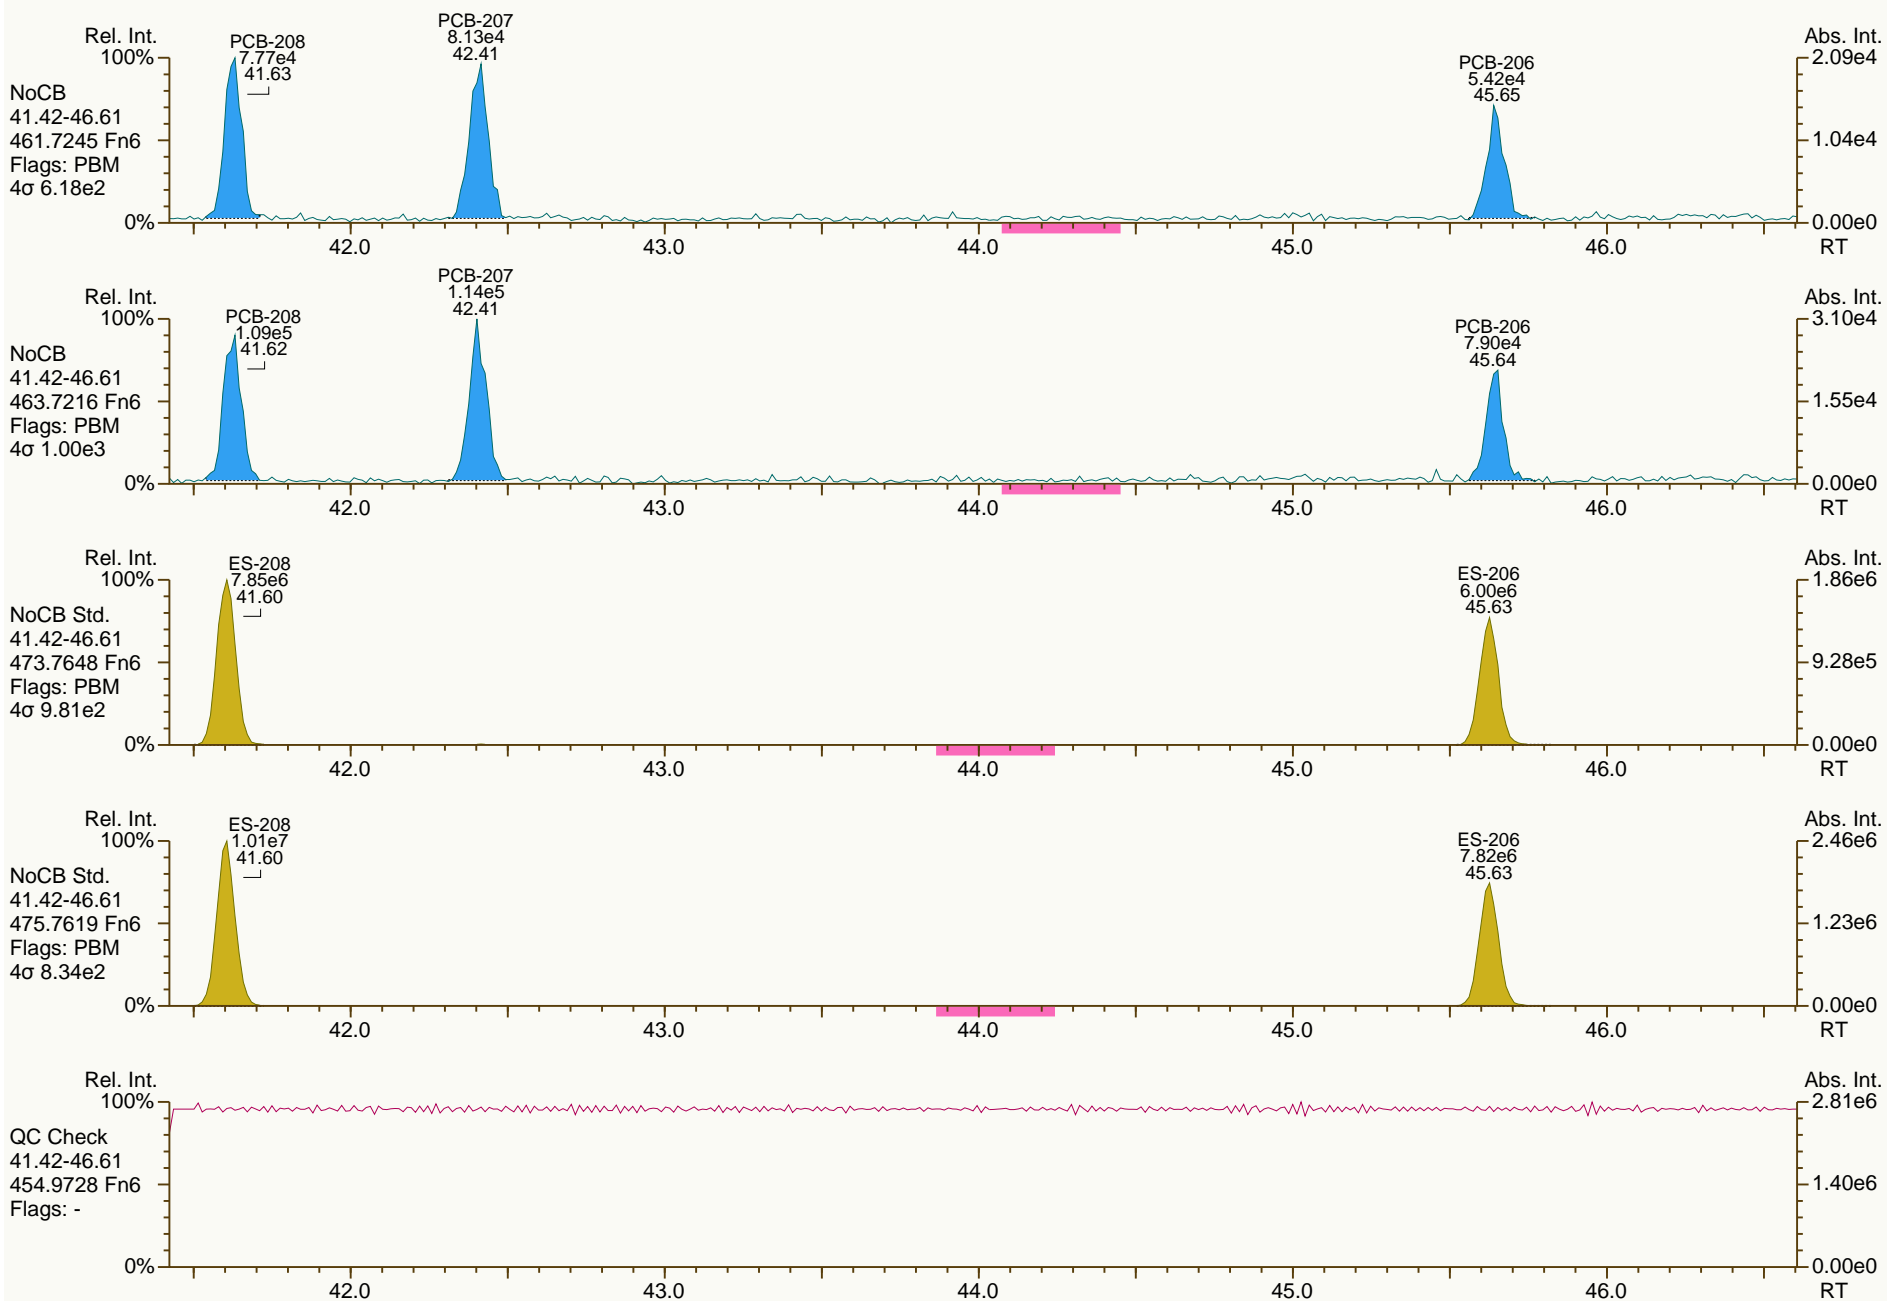 Rel. Int.
Abs. Int.
100%
0%
NoCB
41.42-46.61
461.7245 Fn6
Flags: PBM
4σ 6.18e2
PCB-208
7.77e4
41.63
PCB-207
8.13e4
42.41
PCB-206
5.42e4
45.65
2.09e4
1.04e4
0.00e0
42.0 43.0 44.0 45.0 46.0 RT
Rel. Int.
Abs. Int.
100%
0%
NoCB
41.42-46.61
463.7216 Fn6
Flags: PBM
4σ 1.00e3
PCB-208
1.09e5
41.62
PCB-207
1.14e5
42.41
PCB-206
7.90e4
45.64
3.10e4
1.55e4
0.00e0
42.0 43.0 44.0 45.0 46.0 RT
Rel. Int.
Abs. Int.
100%
0%
NoCB Std.
41.42-46.61
473.7648 Fn6
Flags: PBM
4σ 9.81e2
ES-208
7.85e6
41.60
ES-206
6.00e6
45.63
1.86e6
9.28e5
0.00e0
42.0 43.0 44.0 45.0 46.0 RT
Rel. Int.
Abs. Int.
100%
0%
NoCB Std.
41.42-46.61
475.7619 Fn6
Flags: PBM
4σ 8.34e2
ES-208
1.01e7
41.60
ES-206
7.82e6
45.63
2.46e6
1.23e6
0.00e0
42.0 43.0 44.0 45.0 46.0 RT
Rel. Int.
Abs. Int.
100%
0%
QC Check
41.42-46.61
454.9728 Fn6
Flags: -
2.81e6
1.40e6
0.00e0
42.0 43.0 44.0 45.0 46.0 RT